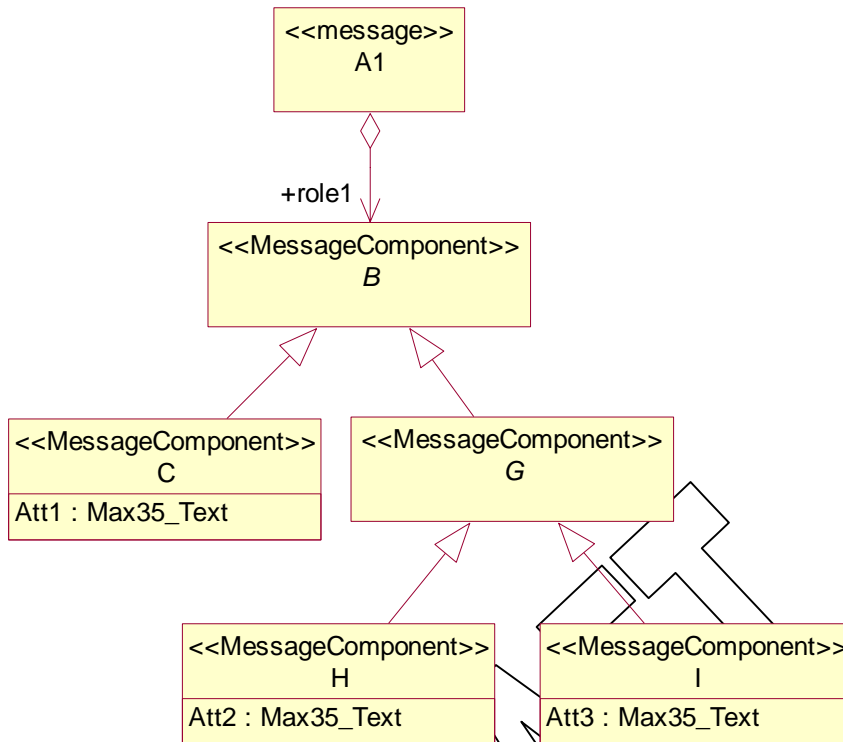 <<message>>
A1
+role1
<<MessageComponent>>
B
<<MessageComponent>>
C
Att1 : Max35_Text
<<MessageComponent>>
G
<<MessageComponent>>
H
Att2 : Max35_Text
<<MessageComponent>>
I
Att3 : Max35_Text